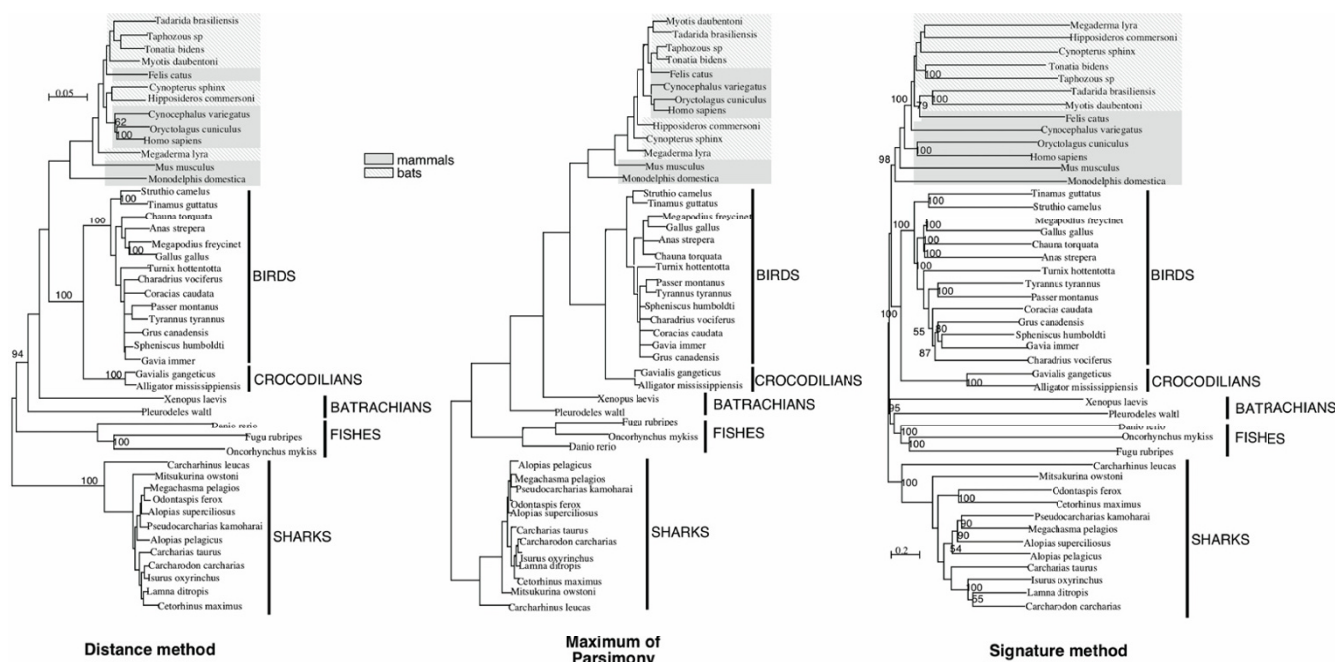 Tadarida brasiliensis
Taphozous sp
Tonatia bidens
Myotis daubentoni
Felis catus
0.05
Cynopterus sphinx
Hipposideros commersoni
Cynocephalus variegatus
62
Oryctolagus cuniculus
100
Homo sapiens
Megaderma lyra
Mus musculus
Monodelphis domestica
Struthio camelus
100
Tinamus guttatus
100
Chauna torquata
Anas strepera
Megapodius freycinet
100
Gallus gallus
Turnix hottentotta
Charadrius vociferus
BIRDS
100
Coracias caudata
Passer montanus
Tyrannus tyrannus
Grus canadensis
94
Spheniscus humboldti
Gavia immer
Gavialis gangeticus
100
CROCODILIANS
Alligator mississippiensis
Xenopus laevis
BATRACHIANS
Pleurodeles waltl
Danio rerio
Fugu rubripes
FISHES
100
Oncorhynchus mykiss
Carcharhinus leucas
100
Mitsukurina owstoni
Megachasma pelagios
Odontaspis ferox
Alopias superciliosus
Pseudocarcharias kamoharai
SHARKS
Alopias pelagicus
Carcharias taurus
Carcharodon carcharias
Isurus oxyrinchus
Lamna ditropis
Cetorhinus maximus
Distance method
mammals
bats
Myotis daubentoni
Tadarida brasiliensis
Taphozous sp
Tonatia bidens
Felis catus
Cynocephalus variegatus
Oryctolagus cuniculus
Homo sapiens
Hipposideros commersoni
Cynopterus sphinx
Megaderma lyra
Mus musculus
Monodelphis domestica
Struthio camelus
Tinamus guttatus
Megapodius freycinet
Gallus gallus
Anas strepera
Chauna torquata
Turnix hottentotta
BIRDS
Passer montanus
Tyrannus tyrannus
Spheniscus humboldti
Charadrius vociferus
Coracias caudata
Gavia immer
Grus canadensis
Gavialis gangeticus
CROCODILIANS
Alligator mississippiensis
Xenopus laevis
BATRACHIANS
Pleurodeles waltl
Fugu rubripes
Oncorhynchus mykiss
FISHES
Danio rerio
Alopias pelagicus
Megachasma pelagios
Pseudocarcharias kamoharai
Odontaspis ferox
Alopias superciliosus
SHARKS
Carcharias taurus
Carcharodon carcharias
Isurus oxyrinchus
Lamna ditropis
Cetorhinus maximus
Mitsukurina owstoni
Carcharhinus leucas
Maximum of
Parsimony
Megaderma lyra
Hipposideros commersoni
Cynopterus sphinx
Tonatia bidens
100
Taphozous sp
Tadarida brasiliensis
100
100
79
Myotis daubentoni
Felis catus
Cynocephalus variegatus
Oryctolagus cuniculus
100
Homo sapiens
98
Mus musculus
Monodelphis domestica
Tinamus guttatus
100
Struthio camelus
Megapodius freycinet
100
100
Gallus gallus
100
Chauna torquata
100
Anas strepera
100
Turnix hottentotta
BIRDS
Tyrannus tyrannus
100
Passer montanus
Coracias caudata
100
Grus canadensis
55
80
Spheniscus humboldti
Gavia immer
87
Charadrius vociferus
Gavialis gangeticus
100
CROCODILIANS
Alligator mississippiensis
Xenopus laevis
95
BATRACHIANS
Pleurodeles waltl
Danio rerio
100
Oncorhynchus mykiss
FISHES
100
Fugu rubripes
Carcharhinus leucas
100
Mitsukurina owstoni
Odontaspis ferox
100
Cetorhinus maximus
Pseudocarcharias kamoharai
90
Megachasma pelagios
90
Alopias superciliosus
54
SHARKS
0.2
Alopias pelagicus
Carcharias taurus
Isurus oxyrinchus
100
Lamna ditropis
55
Carcharodon carcharias
Signature method